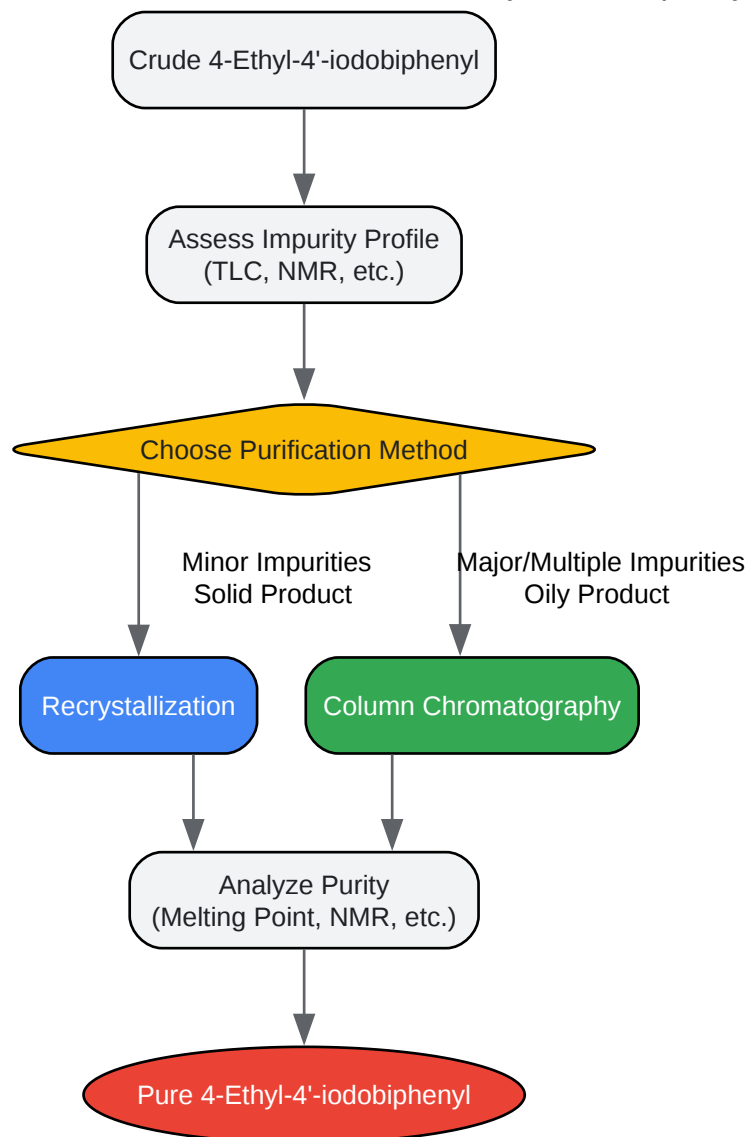 Crude 4-Ethyl-4'-iodobiphenyl
Assess Impurity Profile
(TLC, NMR, etc.)
Choose Purification Method
Minor Impurities
Solid Product
Major/Multiple Impurities
Oily Product
Recrystallization
Column Chromatography
Analyze Purity
(Melting Point, NMR, etc.)
Pure 4-Ethyl-4'-iodobiphenyl